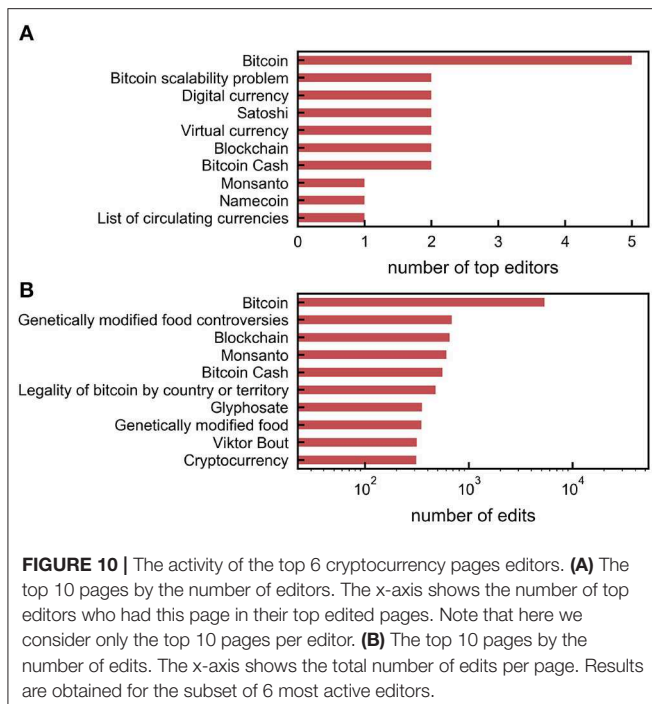 A
Bitcoin
Bitcoin scalability problem
Digital currency
Satoshi
Virtual currency
Blockchain
Bitcoin Cash
Monsanto
Namecoin
List of circulating currencies
0 1 2 3 4 5
number of top editors
B
Bitcoin
Genetically modified food controversies
Blockchain
Monsanto
Bitcoin Cash
Legality of bitcoin by country or territory
Glyphosate
Genetically modified food
Viktor Bout
Cryptocurrency
10² 10³ 10⁴
number of edits
FIGURE 10 | The activity of the top 6 cryptocurrency pages editors. (A) The
top 10 pages by the number of editors. The x-axis shows the number of top
editors who had this page in their top edited pages. Note that here we
consider only the top 10 pages per editor. (B) The top 10 pages by the
number of edits. The x-axis shows the total number of edits per page. Results
are obtained for the subset of 6 most active editors.